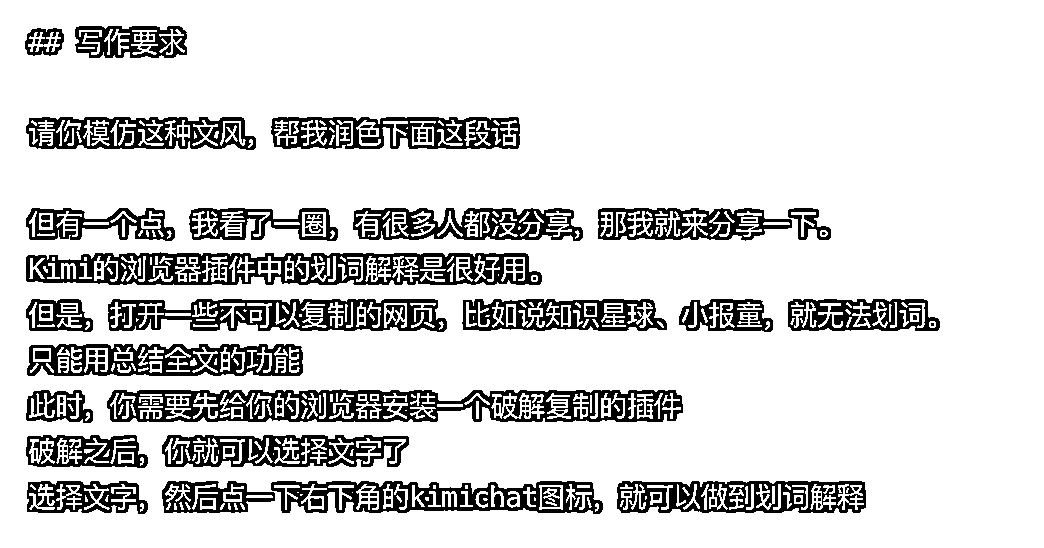 ## 写作要求
请你模仿这种文风，帮我润色下面这段话
但有一个点，我看了一圈，有很多人都没分享，那我就来分享一下。
Kimi的浏览器插件中的划词解释是很好用。
但是，打开一些不可以复制的网页，比如说知识星球、小报童，就无法划词。
只能用总结全文的功能
此时，你需要先给你的浏览器安装一个破解复制的插件
破解之后，你就可以选择文字了
选择文字，然后点一下右下角的kimichat图标，就可以做到划词解释